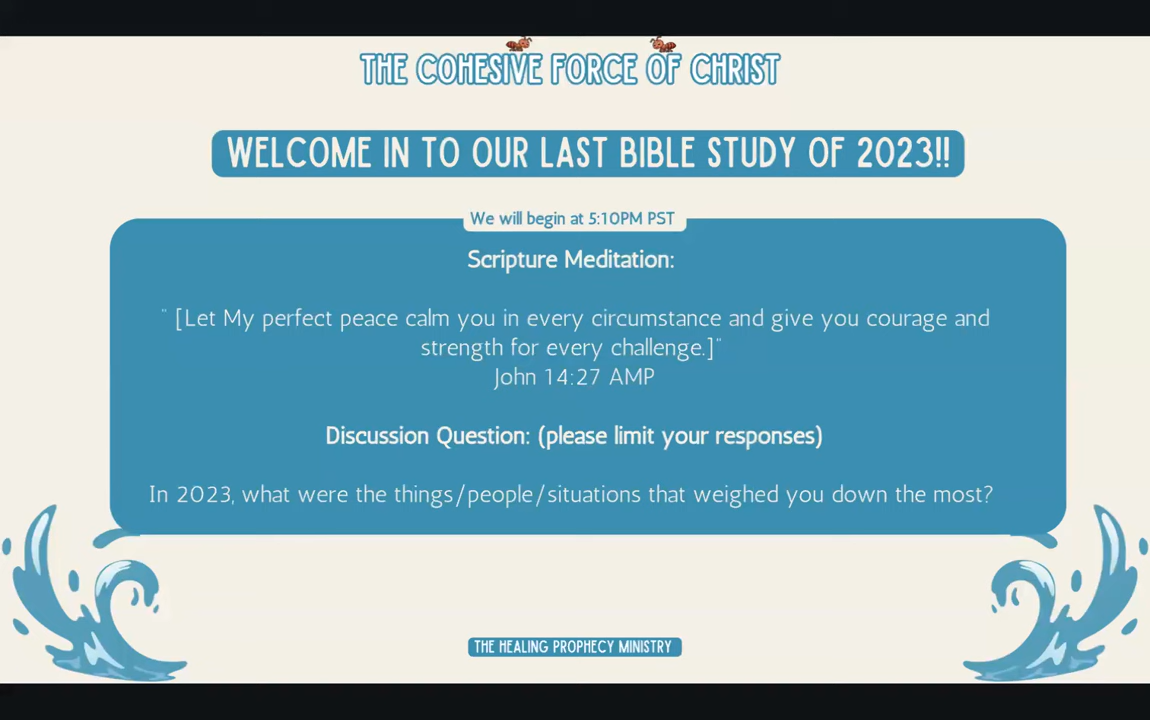 THE COHESIVE FORCE OF CHRIST
WELCOME IN TO OUR LAST BIBLE STUDY OF 2023!!
We will begin at 5:10PM PST
Scripture Meditation:
" [Let My perfect peace calm you in every circumstance and give you courage and
strength for every challenge.]"
John 14:27 AMP
Discussion Question: (please limit your responses)
In 2023, what were the things/people/situations that weighed you down the most?
THE HEALING PROPHECY MINISTRY